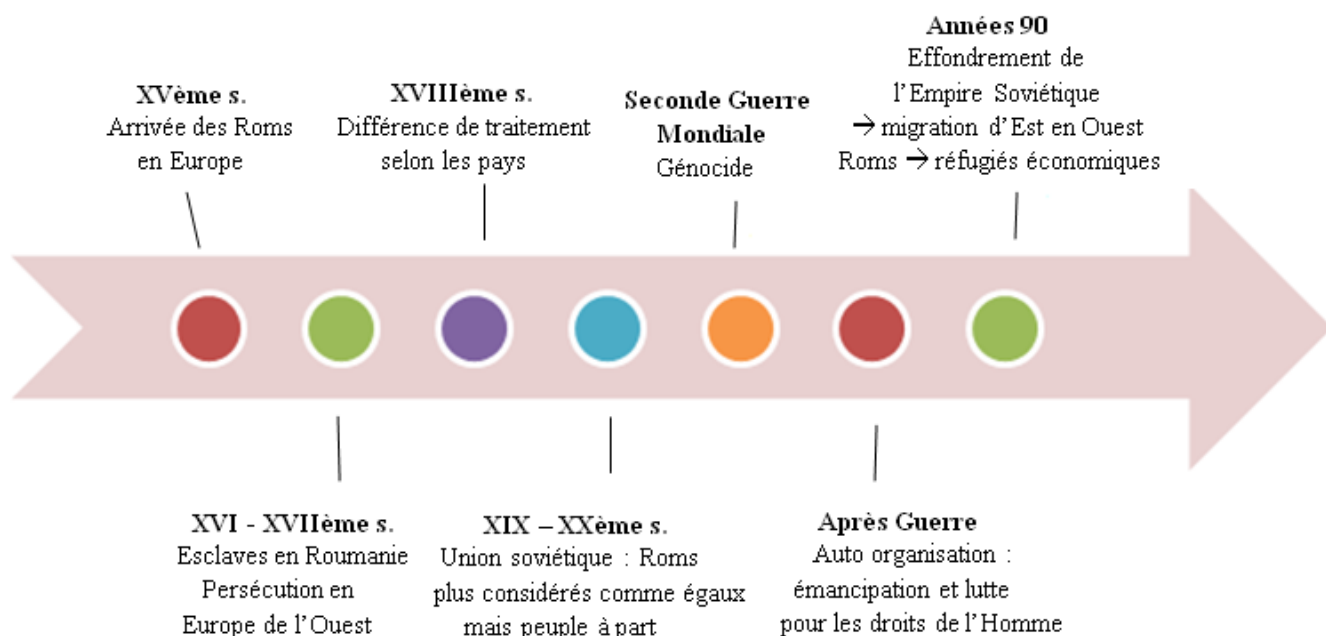 XVème s.
Arrivée des Roms
en Europe
XVI - XVIIème s.
Esclaves en Roumanie
Persécution en
Europe de l'Ouest
XVIIIème s.
Différence de traitement
selon les pays
XIX – XXème s.
Union soviétique : Roms
plus considérés comme égaux
mais peuple à part
Seconde Guerre
Mondiale
Génocide
Après Guerre
Auto organisation :
émancipation et lutte
pour les droits de l'Homme
Années 90
Effondrement de
l'Empire Soviétique
→ migration d'Est en Ouest
Roms → réfugiés économiques